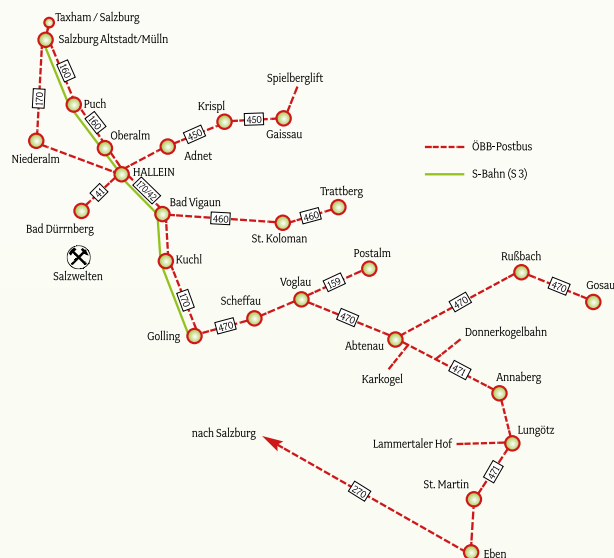 Taxham / Salzburg
Salzburg Altstadt/Mülln
160
170
Puch
160
Spielberglift
Krispl
450
Gaissau
Oberalm
450
Adnet
Niederalm
HALLEIN
ÖBB-Postbus
S-Bahn (S 3)
41
170/42
Bad Vigaun
Trattberg
460
460
Bad Dürrnberg
St. Koloman
Salzwelten
Kuchl
Postalm
Rußbach
Voglau
159
Gosau
470
470
170
Scheffau
470
470
Golling
470
Abtenau
Donnerkogelbahn
Karkogel
471
Annaberg
nach Salzburg
Lungötz
Lammertaler Hof
471
St. Martin
270
Eben